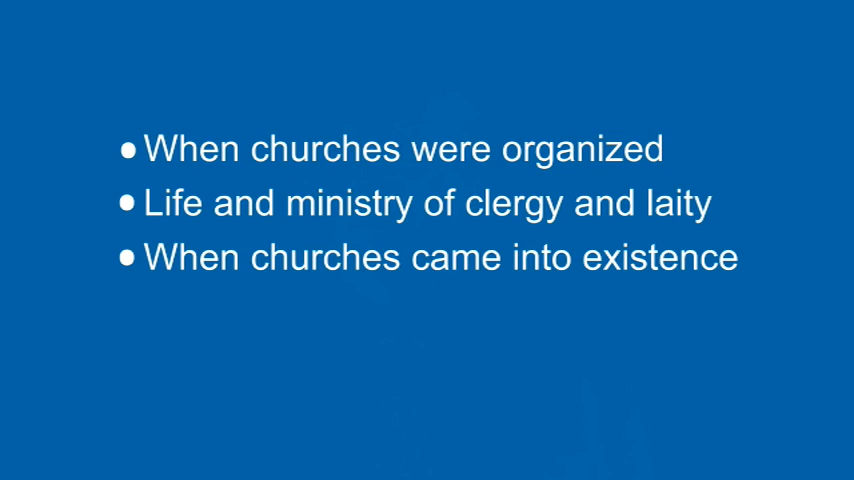 • When churches were organized
• Life and ministry of clergy and laity
• When churches came into existence